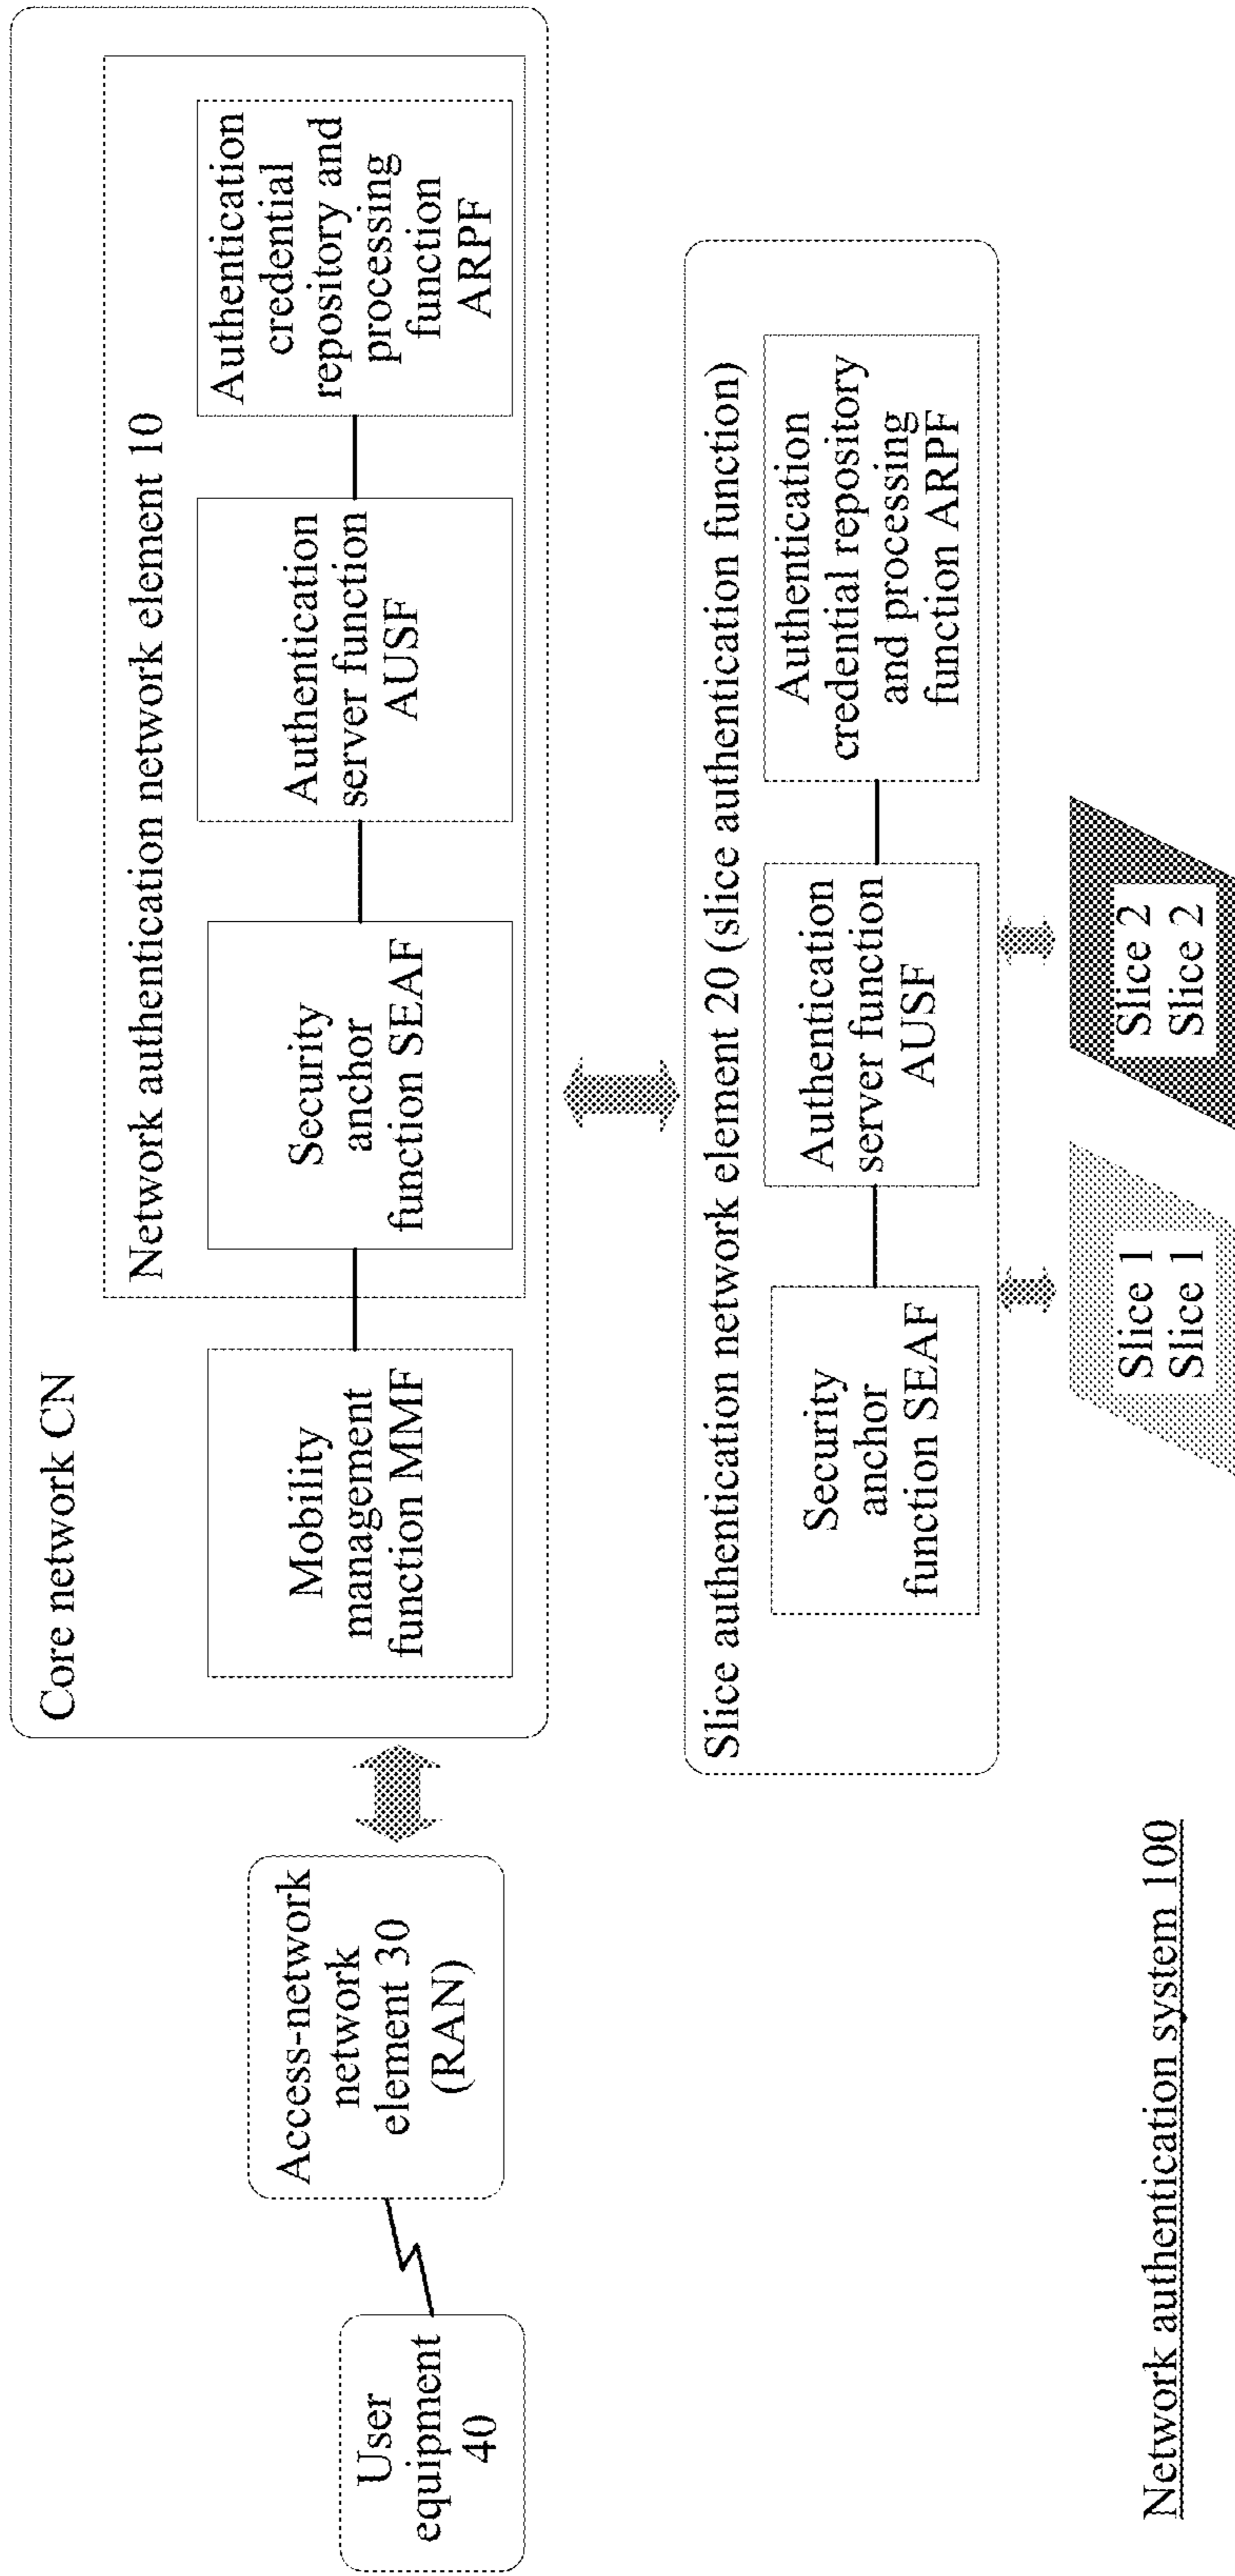 Core network CN
Network authentication network element 10
User
equipment
40
Access-network
network
element 30
(RAN)
Mobility
management
function MMF
Security
anchor
function SEAF
Authentication
server function
AUSF
Authentication
credential
repository and
processing
function
ARPF
Slice authentication network element 20 (slice authentication function)
Security
anchor
function SEAF
Authentication
server function
AUSF
Authentication
credential repository
and processing
function ARPF
Slice 1
Slice 1
Slice 2
Slice 2
Network authentication system 100